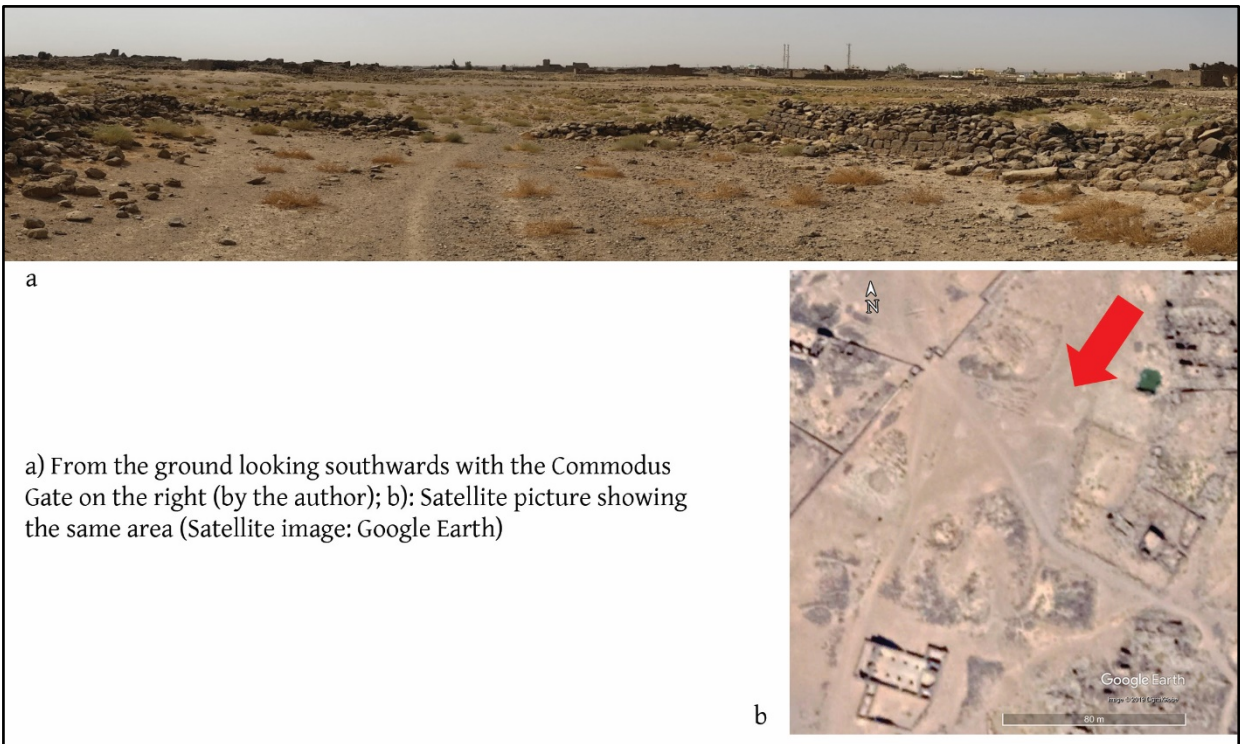 a
N
a) From the ground looking southwards with the Commodus
Gate on the right (by the author); b): Satellite picture showing
the same area (Satellite image: Google Earth)
Google Earth
80 m
b